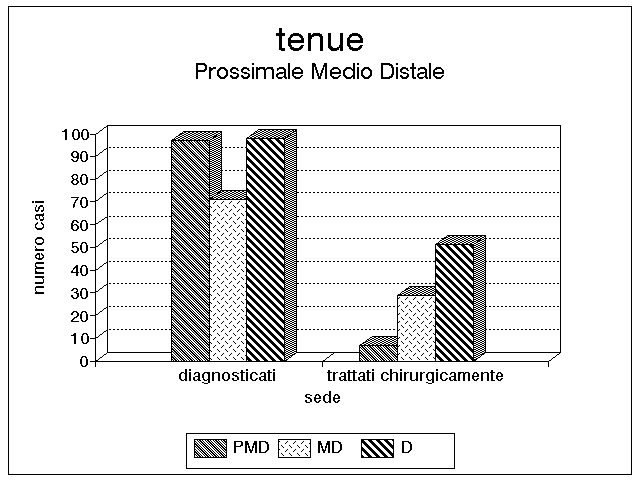 tenue
Prossimale Medio Distale
100
90
80
70
60
50
40
30
20
10
0
numero casi
diagnosticati trattati chirurgicamente
sede
PMD MD D